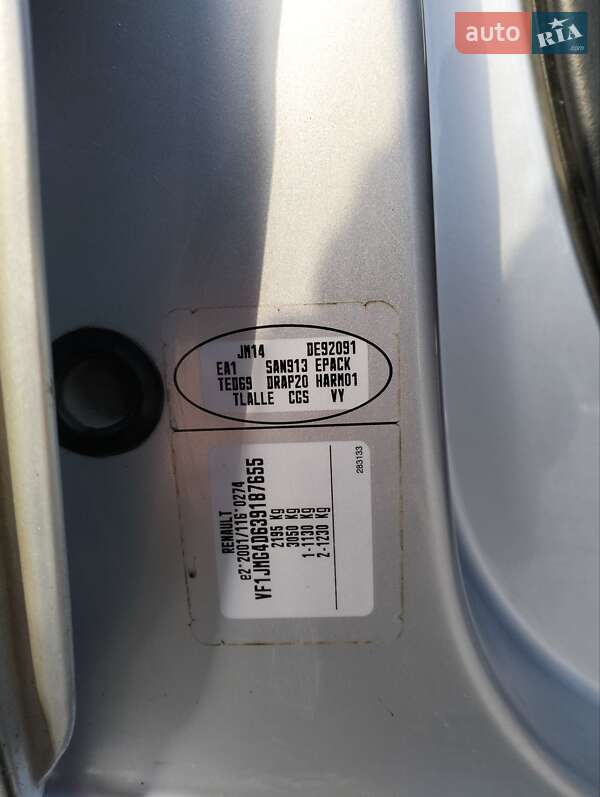 auto RIA
.com
JM14 DE92091
EA1 SAN913 EPACK
TED69 DRAP20 HARM01
TLALLE CGS VY
RENAULT
e2*2001/116*0274
VF1JMG4D639187655
2195 Kg
3050 Kg
1-1130 Kg
2-1230 Kg
283133